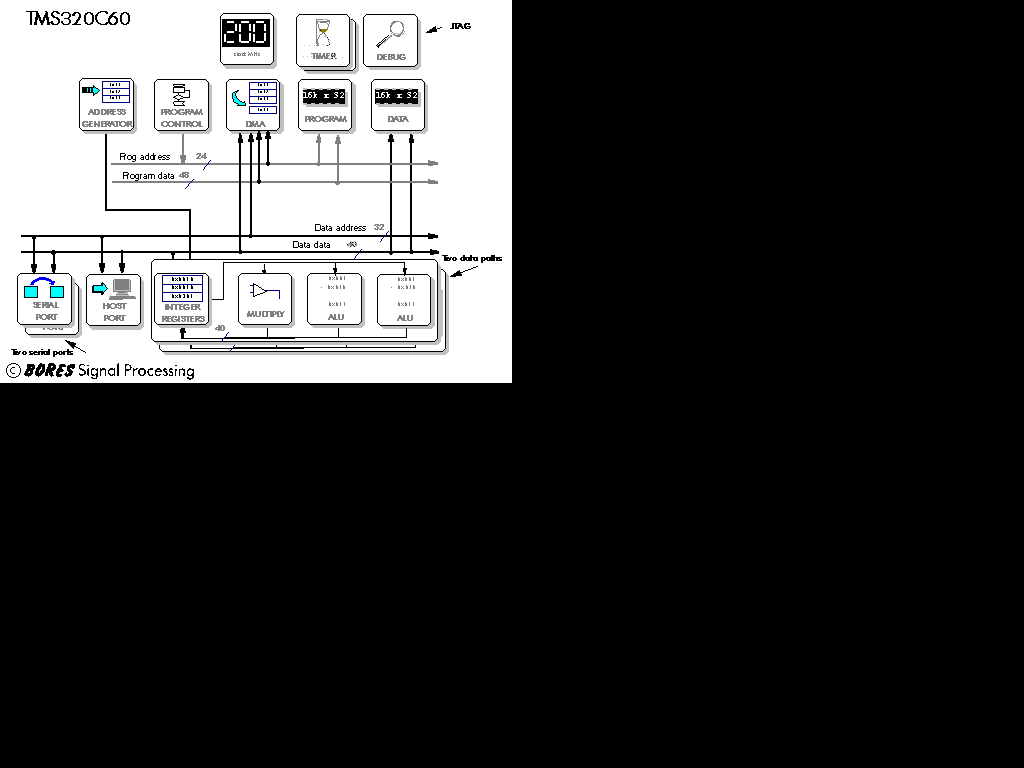 TMS320C60
200
clock MHz
TIMER
DEBUG
JTAG
ADDRESS
GENERATOR
PROGRAM
CONTROL
DMA
16k x 32
PROGRAM
16k x 32
DATA
Prog address 24
Program data 48
Data address 32
Data data 40
Two data paths
SERIAL
PORT
HOST
PORT
INTEGER
REGISTERS
MULTIPLY
ALU
ALU
40
Two serial ports
© BORES Signal Processing